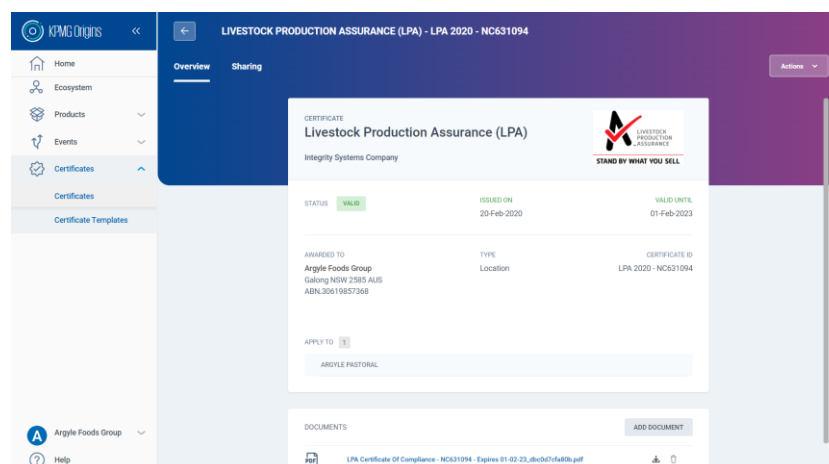 KPMG Origins
LIVESTOCK PRODUCTION ASSURANCE (LPA) - LPA 2020 - NC631094
Home
Overview
Sharing
Actions
Ecosystem
Products
Events
Certificates
Certificates
Certificate Templates
CERTIFICATE
Livestock Production Assurance (LPA)
Integrity Systems Company
LIVESTOCK
PRODUCTION
ASSURANCE
STAND BY WHAT YOU SELL
STATUS VALID
ISSUED ON
20-Feb-2020
VALID UNTIL
01-Feb-2023
AWARDED TO
Argyle Foods Group
Galong NSW 2585 AUS
ABN.30619857368
TYPE
Location
CERTIFICATE ID
LPA 2020 - NC631094
APPLY TO 1
ARGYLE PASTORAL
DOCUMENTS
ADD DOCUMENT
PDF
LPA Certificate Of Compliance - NC631094 - Expires 01-02-23_dbc0d7cfa80b.pdf
A
Argyle Foods Group
Help